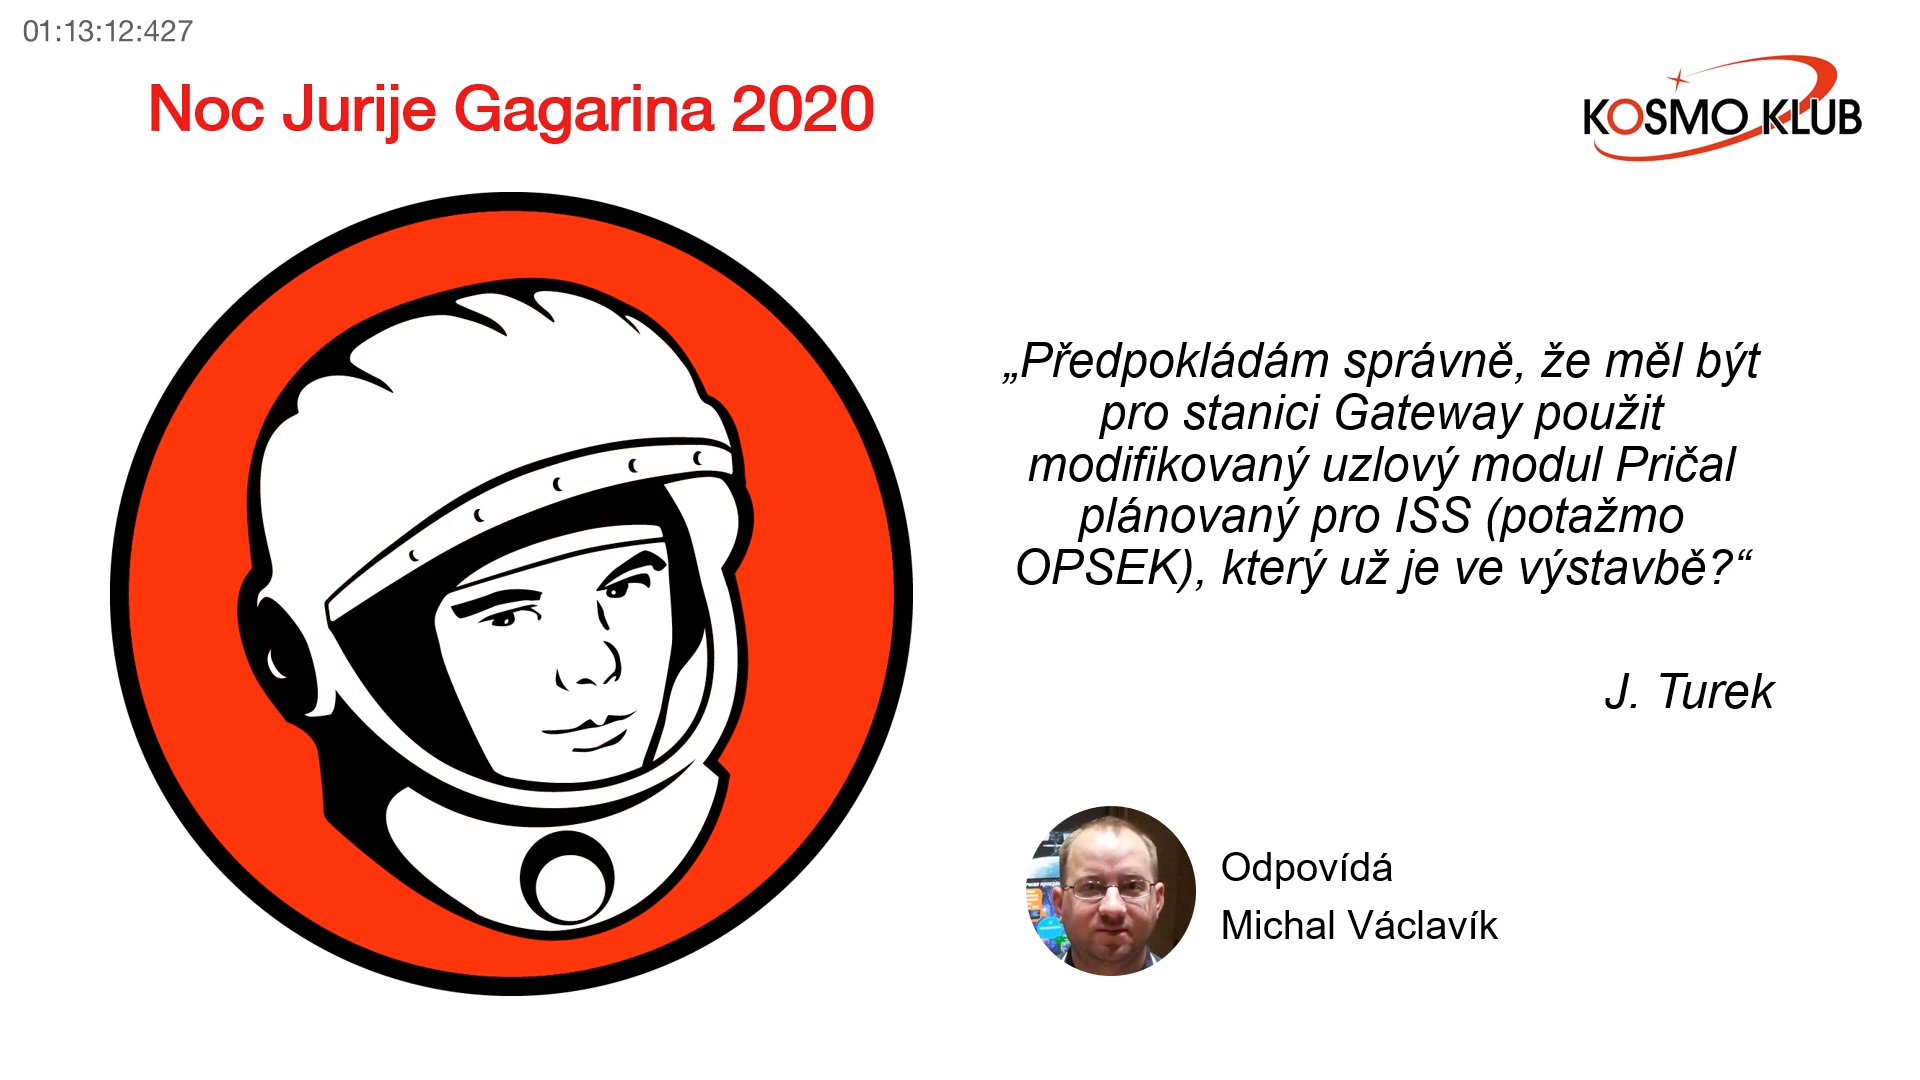 01:13:12:427
Noc Jurije Gagarina 2020
KOSMO KLUB
„Předpokládám správně, že měl být
pro stanici Gateway použit
modifikovaný uzlový modul Pričal
plánovaný pro ISS (potažmo
OPSEK), který už je ve výstavbě?“
J. Turek
Odpovídá
Michal Václavík